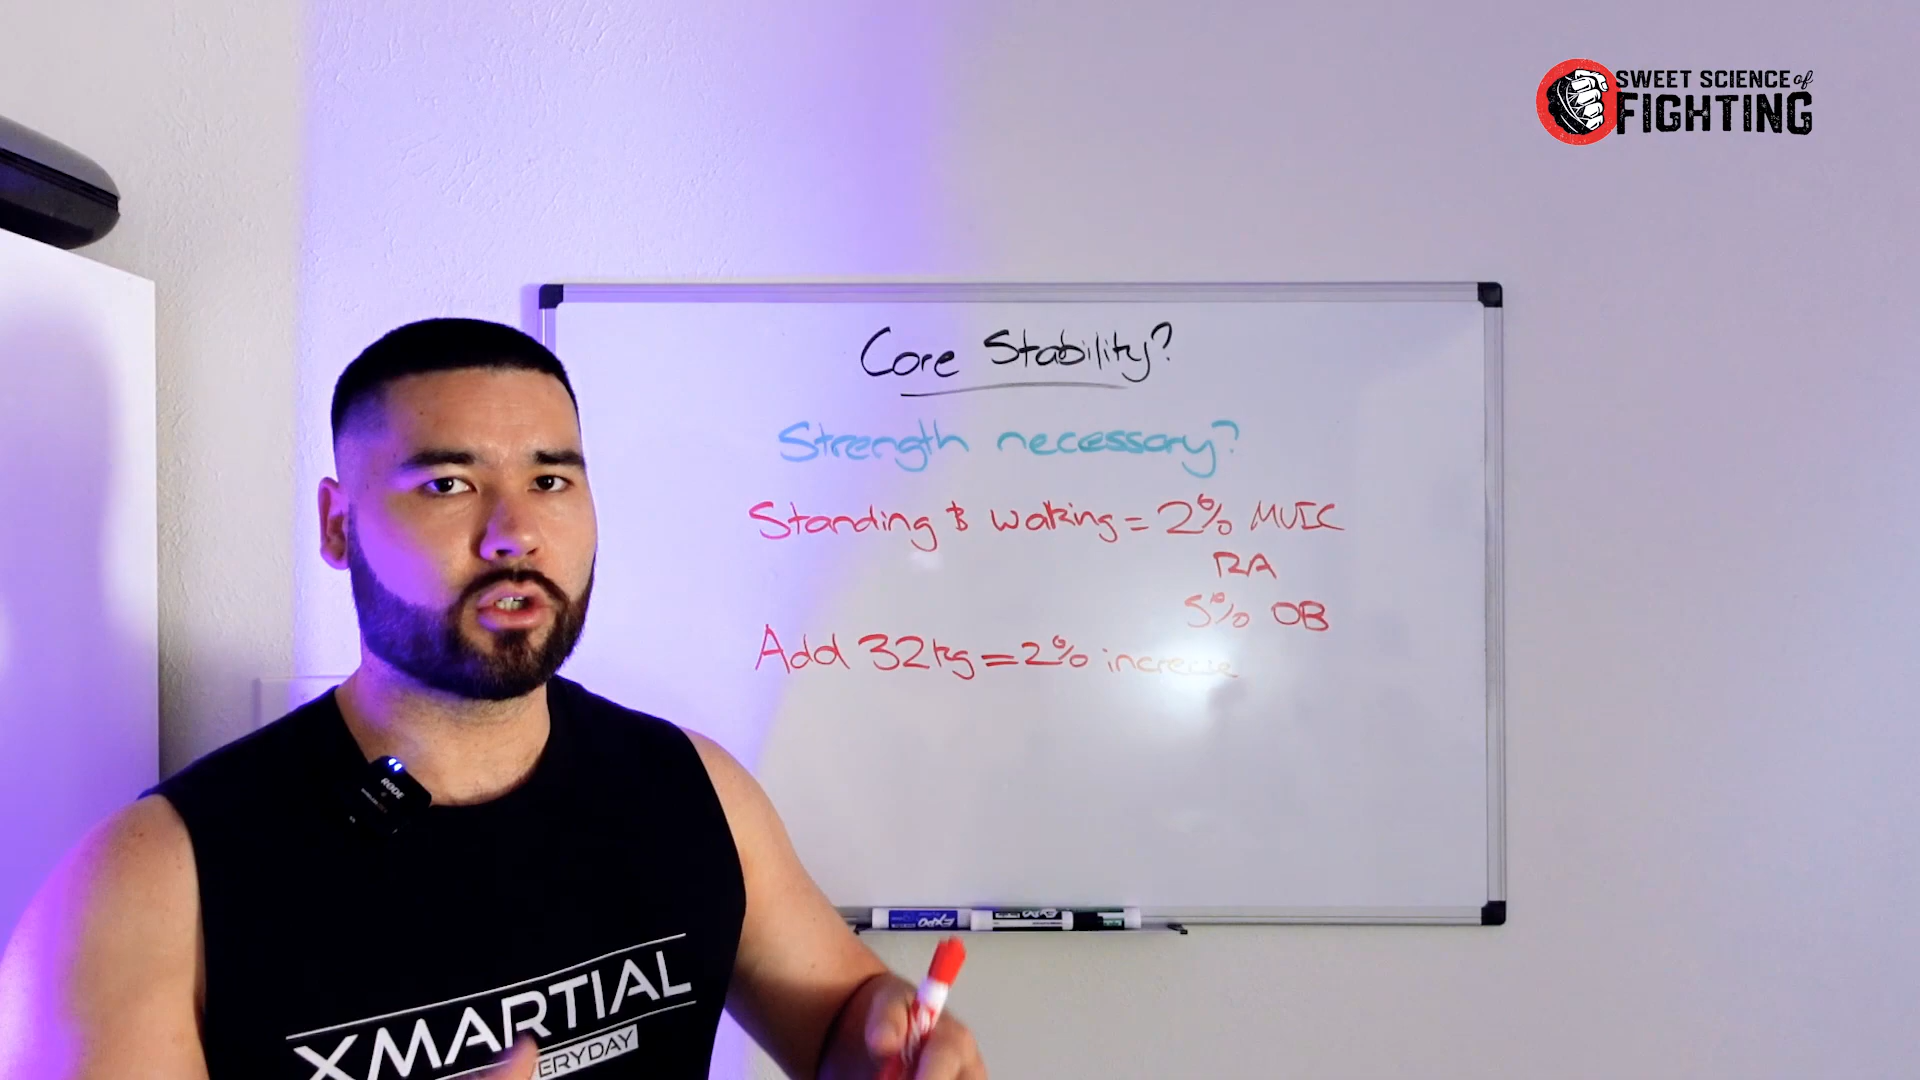 SWEET SCIENCE of
FIGHTING
Core Stability?
Strength necessary?
Standing & walking = 2% MVIC
RA
5% OB
Add 32kg = 2% increase
RODE
EXPO
EXPO
XMARTIAL
ERYDAY